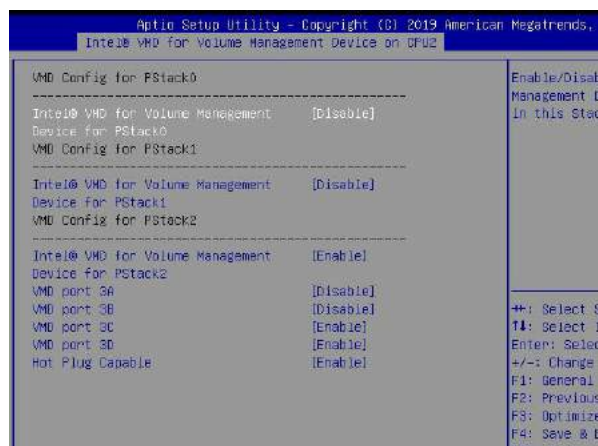 Aptio Setup Utility - Copyright (C) 2019 American Megatrends,
Intel® VMD for Volume Management Device on CPU2
VMD Config for PStack0
Intel® VMD for Volume Management [Disable]
Device for PStack0
VMD Config for PStack1
Intel® VMD for Volume Management [Disable]
Device for PStack1
VMD Config for PStack2
Intel® VMD for Volume Management [Enable]
Device for PStack2
VMD port 3A [Disable]
VMD port 3B [Disable]
VMD port 3C [Enable]
VMD port 3D [Enable]
Hot Plug Capable [Enable]
Enable/Disab
Management D
in this Stac
: Select S
↑↓: Select I
Enter: Selec
+/-: Change
F1: General
F2: Previous
F3: Optimize
F4: Save & E